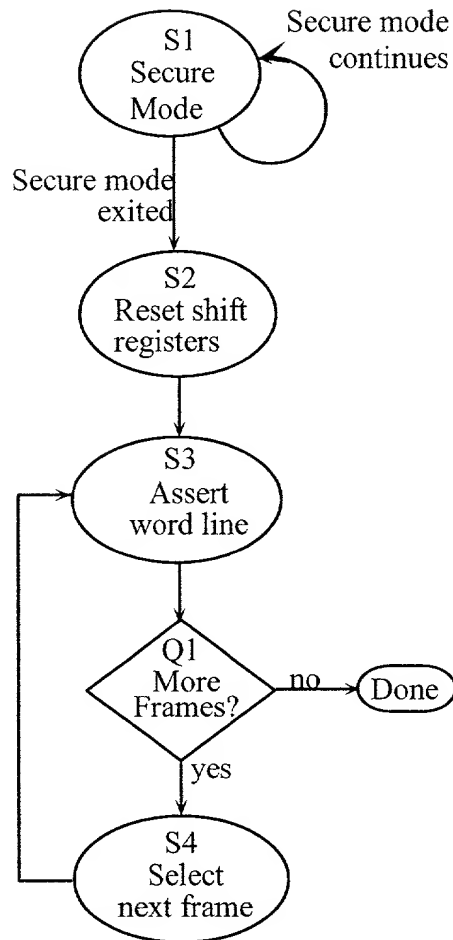 S1
Secure
Mode
Secure mode
continues
Secure mode
exited
S2
Reset shift
registers
S3
Assert
word line
Q1
More
Frames?
no
Done
yes
S4
Select
next frame